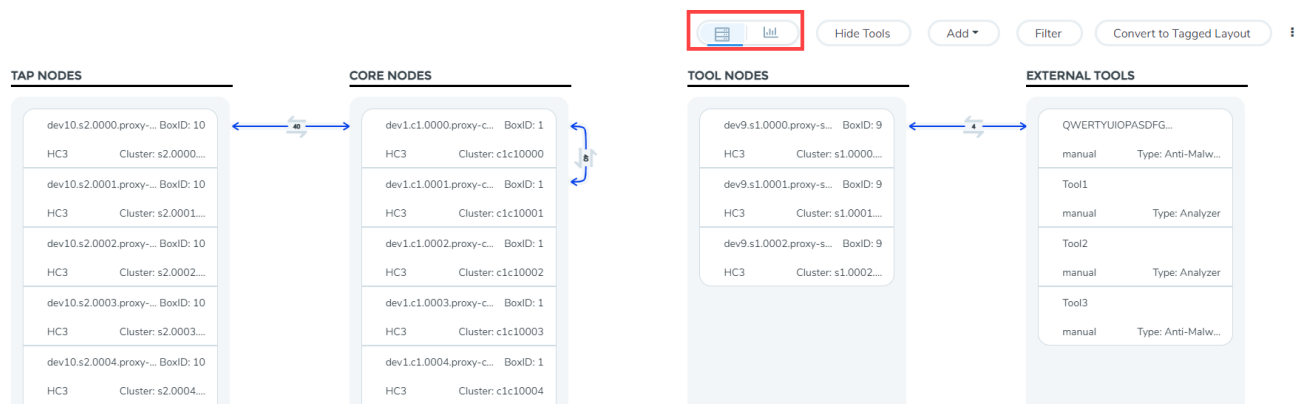 Hide Tools Add Filter Convert to Tagged Layout
TAP NODES CORE NODES TOOL NODES EXTERNAL TOOLS
dev10.s2.0000.proxy-... BoxID: 10
HC3 Cluster: s2.0000....
dev10.s2.0001.proxy-... BoxID: 10
HC3 Cluster: s2.0001....
dev10.s2.0002.proxy-... BoxID: 10
HC3 Cluster: s2.0002....
dev10.s2.0003.proxy-... BoxID: 10
HC3 Cluster: s2.0003....
dev10.s2.0004.proxy-... BoxID: 10
HC3 Cluster: s2.0004....
40
dev1.c1.0000.proxy-c... BoxID: 1
HC3 Cluster: c1c10000
dev1.c1.0001.proxy-c... BoxID: 1
HC3 Cluster: c1c10001
dev1.c1.0002.proxy-c... BoxID: 1
HC3 Cluster: c1c10002
dev1.c1.0003.proxy-c... BoxID: 1
HC3 Cluster: c1c10003
dev1.c1.0004.proxy-c... BoxID: 1
HC3 Cluster: c1c10004
8
dev9.s1.0000.proxy-s... BoxID: 9
HC3 Cluster: s1.0000....
dev9.s1.0001.proxy-s... BoxID: 9
HC3 Cluster: s1.0001....
dev9.s1.0002.proxy-s... BoxID: 9
HC3 Cluster: s1.0002....
4
QWERTYUIOPASDFG...
manual Type: Anti-Malw...
Tool1
manual Type: Analyzer
Tool2
manual Type: Analyzer
Tool3
manual Type: Anti-Malw...